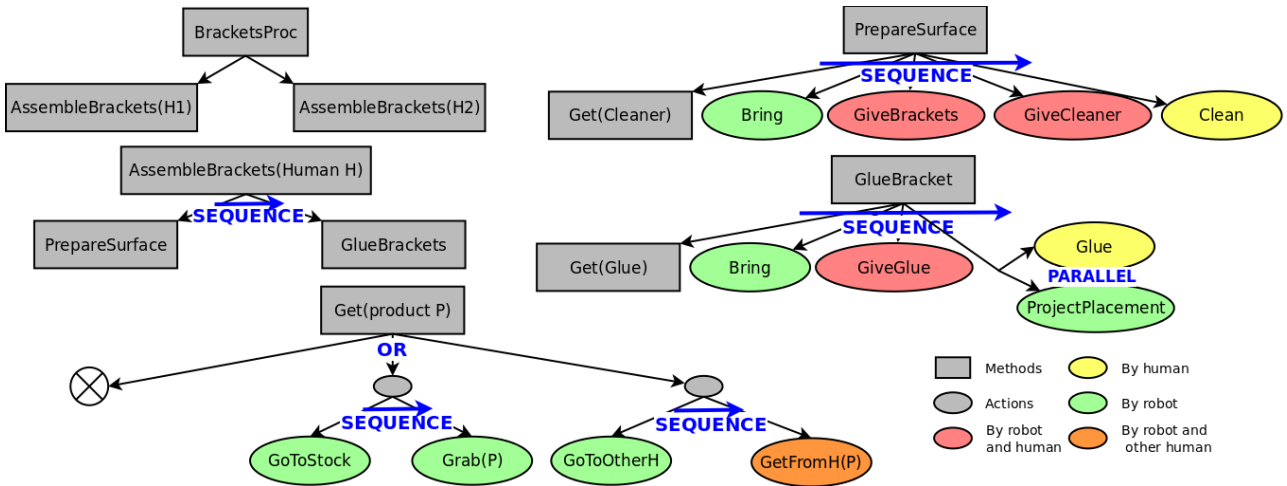 BracketsProc
AssembleBrackets(H1)
AssembleBrackets(H2)
AssembleBrackets(Human H)
SEQUENCE
PrepareSurface
GlueBrackets
Get(product P)
OR
SEQUENCE
SEQUENCE
GoToStock
Grab(P)
GoToOtherH
GetFromH(P)
PrepareSurface
SEQUENCE
Get(Cleaner)
Bring
GiveBrackets
GiveCleaner
Clean
GlueBracket
SEQUENCE
Get(Glue)
Bring
GiveGlue
Glue
PARALLEL
ProjectPlacement
Methods
By human
Actions
By robot
By robot
and human
By robot and
other human